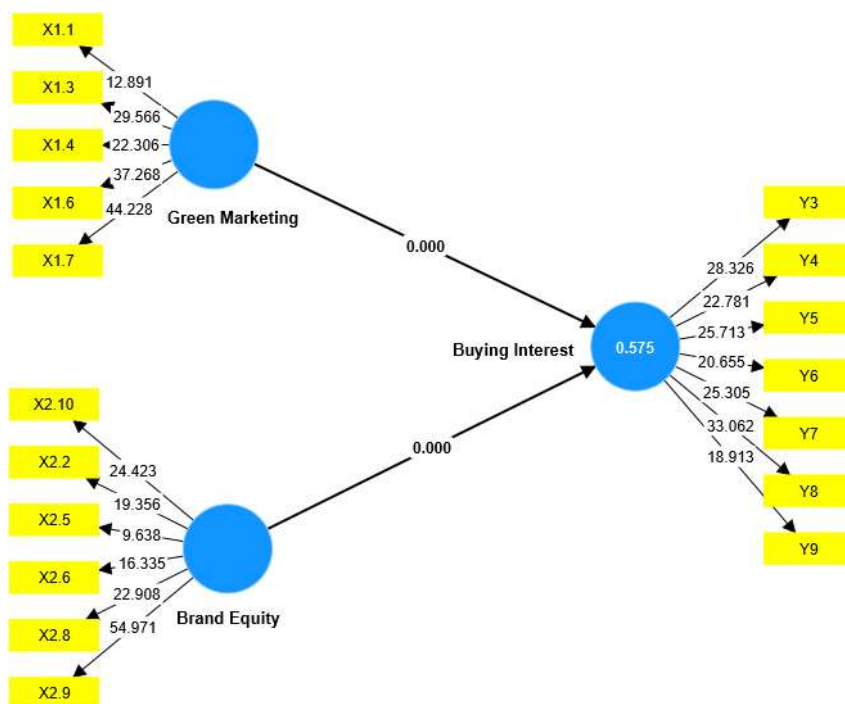 X1.1
X1.3
X1.4
X1.6
X1.7
12.891
29.566
22.306
37.268
44.228
Green Marketing
0.000
X2.10
X2.2
X2.5
X2.6
X2.8
X2.9
24.423
19.356
9.638
16.335
22.908
54.971
Brand Equity
0.000
Buying Interest
0.575
28.326
22.781
25.713
20.655
25.305
33.062
18.913
Y3
Y4
Y5
Y6
Y7
Y8
Y9